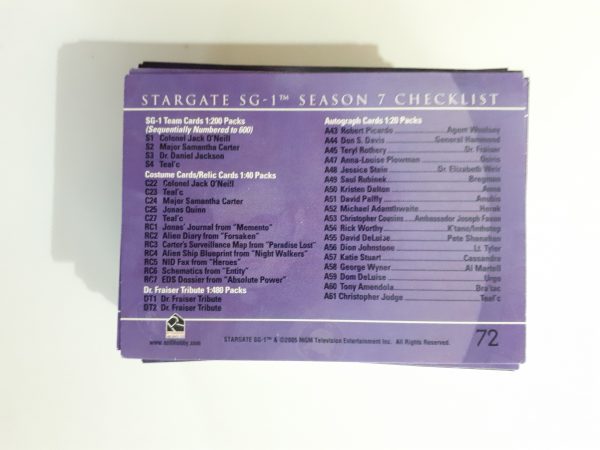 STARGATE SG-1™ SEASON 7 CHECKLIST
SG-1 Team Cards 1:200 Packs
(Sequentially Numbered to 600)
S1 Colonel Jack O'Neill
S2 Major Samantha Carter
S3 Dr. Daniel Jackson
S4 Teal'c
Costume Cards/Relic Cards 1:40 Packs
C22 Colonel Jack O'Neill
C23 Teal'c
C24 Major Samantha Carter
C25 Jonas Quinn
C27 Teal'c
RC1 Jonas' Journal from "Memento"
RC2 Alien Diary from "Forsaken"
RC3 Carter's Surveillance Map from "Paradise Lost"
RC4 Alien Ship Blueprint from "Night Walkers"
RC5 NID Fax from "Heroes"
RC6 Schematics from "Entity"
RC7 EDS Dossier from "Absolute Power"
Dr. Fraiser Tribute 1:480 Packs
DT1 Dr. Fraiser Tribute
DT2 Dr. Fraiser Tribute
Autograph Cards 1:20 Packs
A43 Robert Picardo Agent Woolsey
A44 Don S. Davis General Hammond
A45 Teryl Rothery Dr. Fraiser
A47 Anna-Louise Plowman Osiris
A48 Jessica Stein Dr. Elizabeth Weir
A49 Saul Rubinek Bregman
A50 Kristen Dalton Anna
A51 David Palffy Anubis
A52 Michael Adamthwaite Herak
A53 Christopher Cousins Ambassador Joseph Faxon
A54 Rick Worthy K'tano/Imhotep
A55 David DeLuise Pete Shanahan
A56 Dion Johnstone Lt Tyler
A57 Katie Stuart Cassandra
A58 George Wyner Al Martell
A59 Dom DeLuise Urgo
A60 Tony Amendola Bra'tac
A61 Christopher Judge Teal'c
www.rittenhouse.com
STARGATE SG-1 & ©2005 MGM Television Entertainment Inc. All Rights Reserved.
72